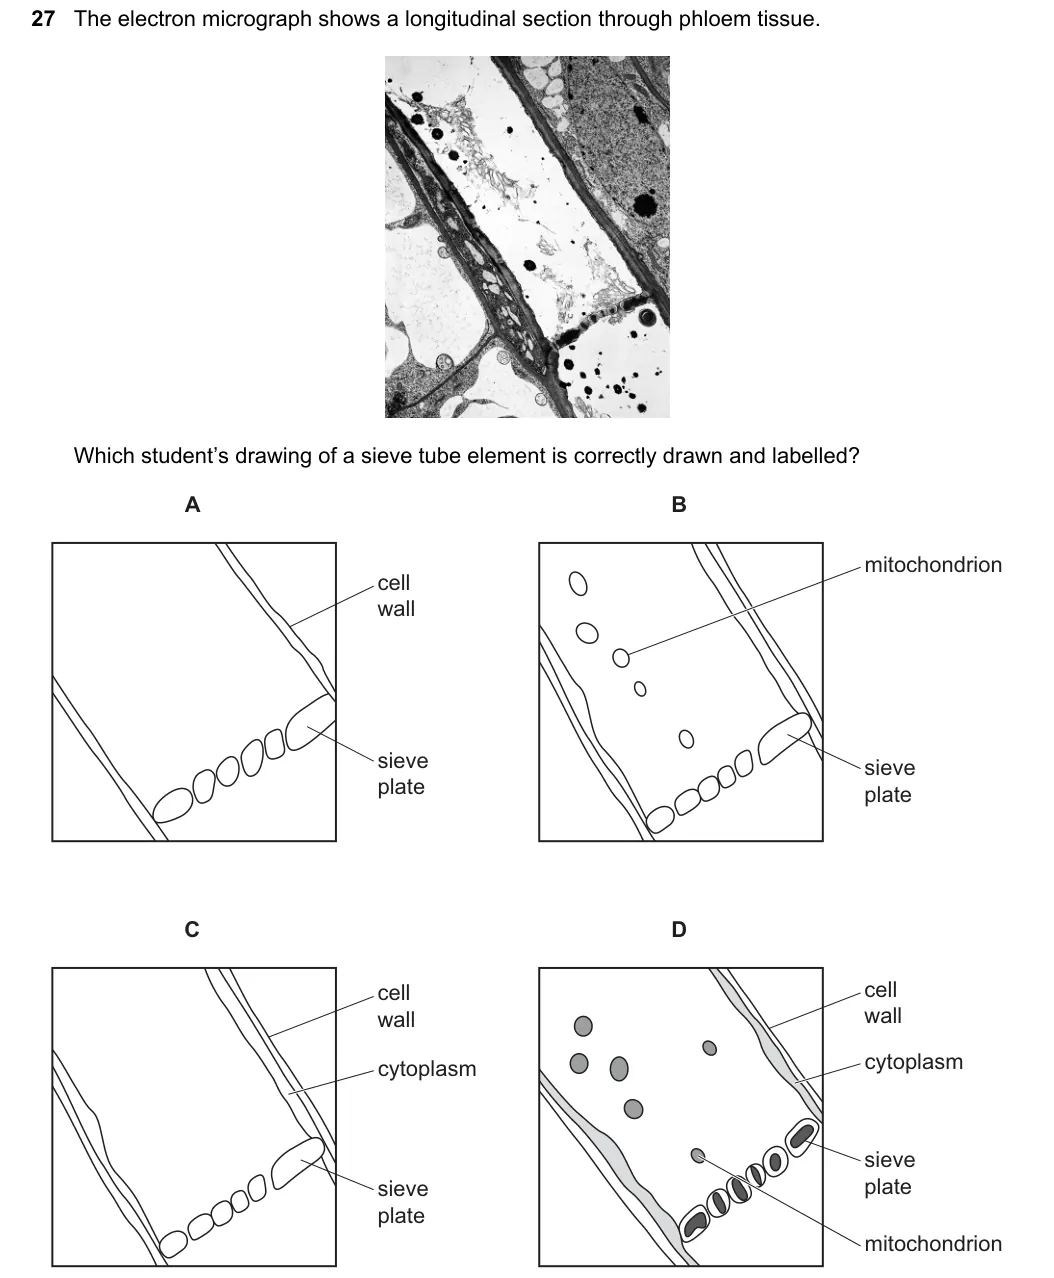 27 The electron micrograph shows a longitudinal section through phloem tissue.
Which student's drawing of a sieve tube element is correctly drawn and labelled?
A
cell
wall
sieve
plate
B
mitochondrion
sieve
plate
C
cell
wall
cytoplasm
sieve
plate
D
cell
wall
cytoplasm
sieve
plate
mitochondrion